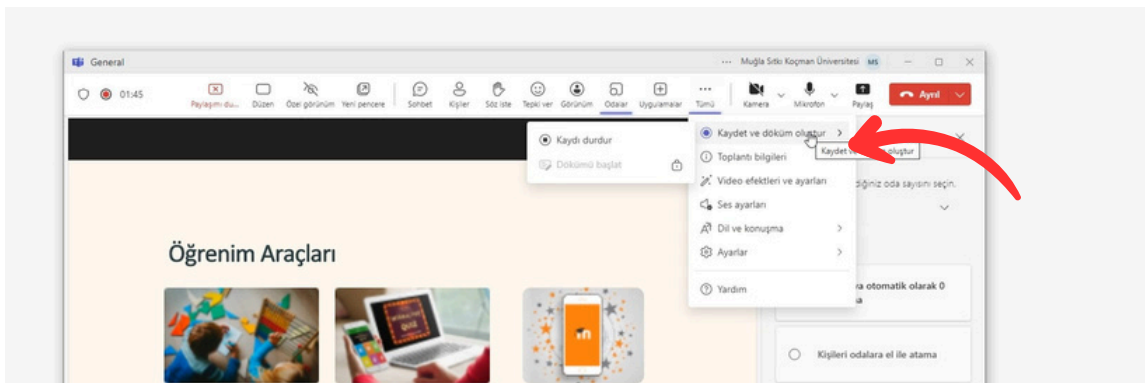 General
... Muğla Sıtkı Koçman Üniversitesi MS
01:45
Paylaşımı du... Düzen Özel görünüm Yeni pencere Sohbet Kişiler Söz iste Tepki ver Görünüm Odalar Uygulamalar Tümü Kamera Mikrofon Paylaş Ayrıl
Kaydı durdur
Dökümü başlat
Kaydet ve döküm oluştur
Kaydet oluştur
Toplantı bilgileri
Video efektleri ve ayarları
Ses ayarları
Dil ve konuşma
Ayarlar
Yardım
diğiniz oda sayısını seçin.
Öğrenim Araçları
QUIZ
m
otomatik olarak 0
Kişileri odalara el ile atama